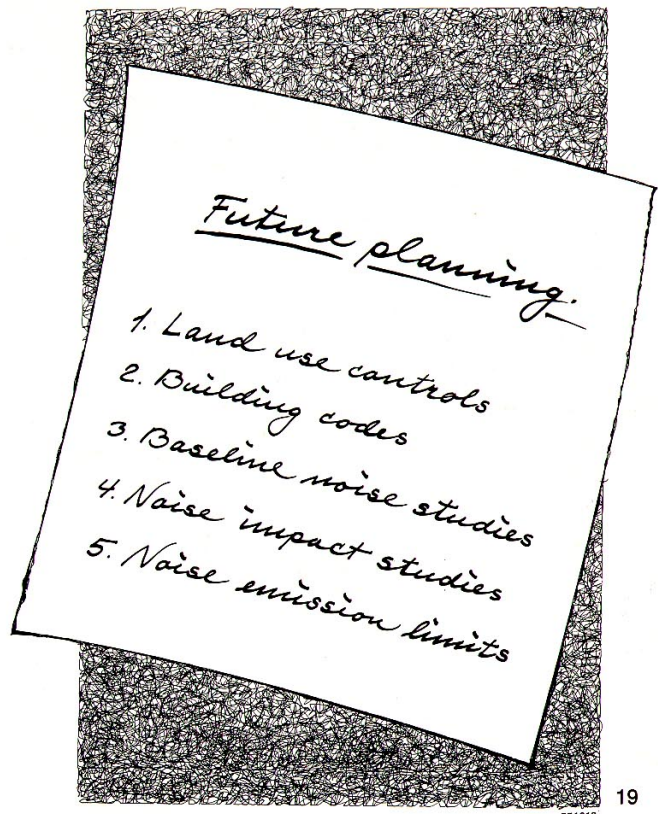 Future planning.
1. Land use controls
2. Building codes
3. Baseline noise studies
4. Noise impact studies
5. Noise emission limits
19